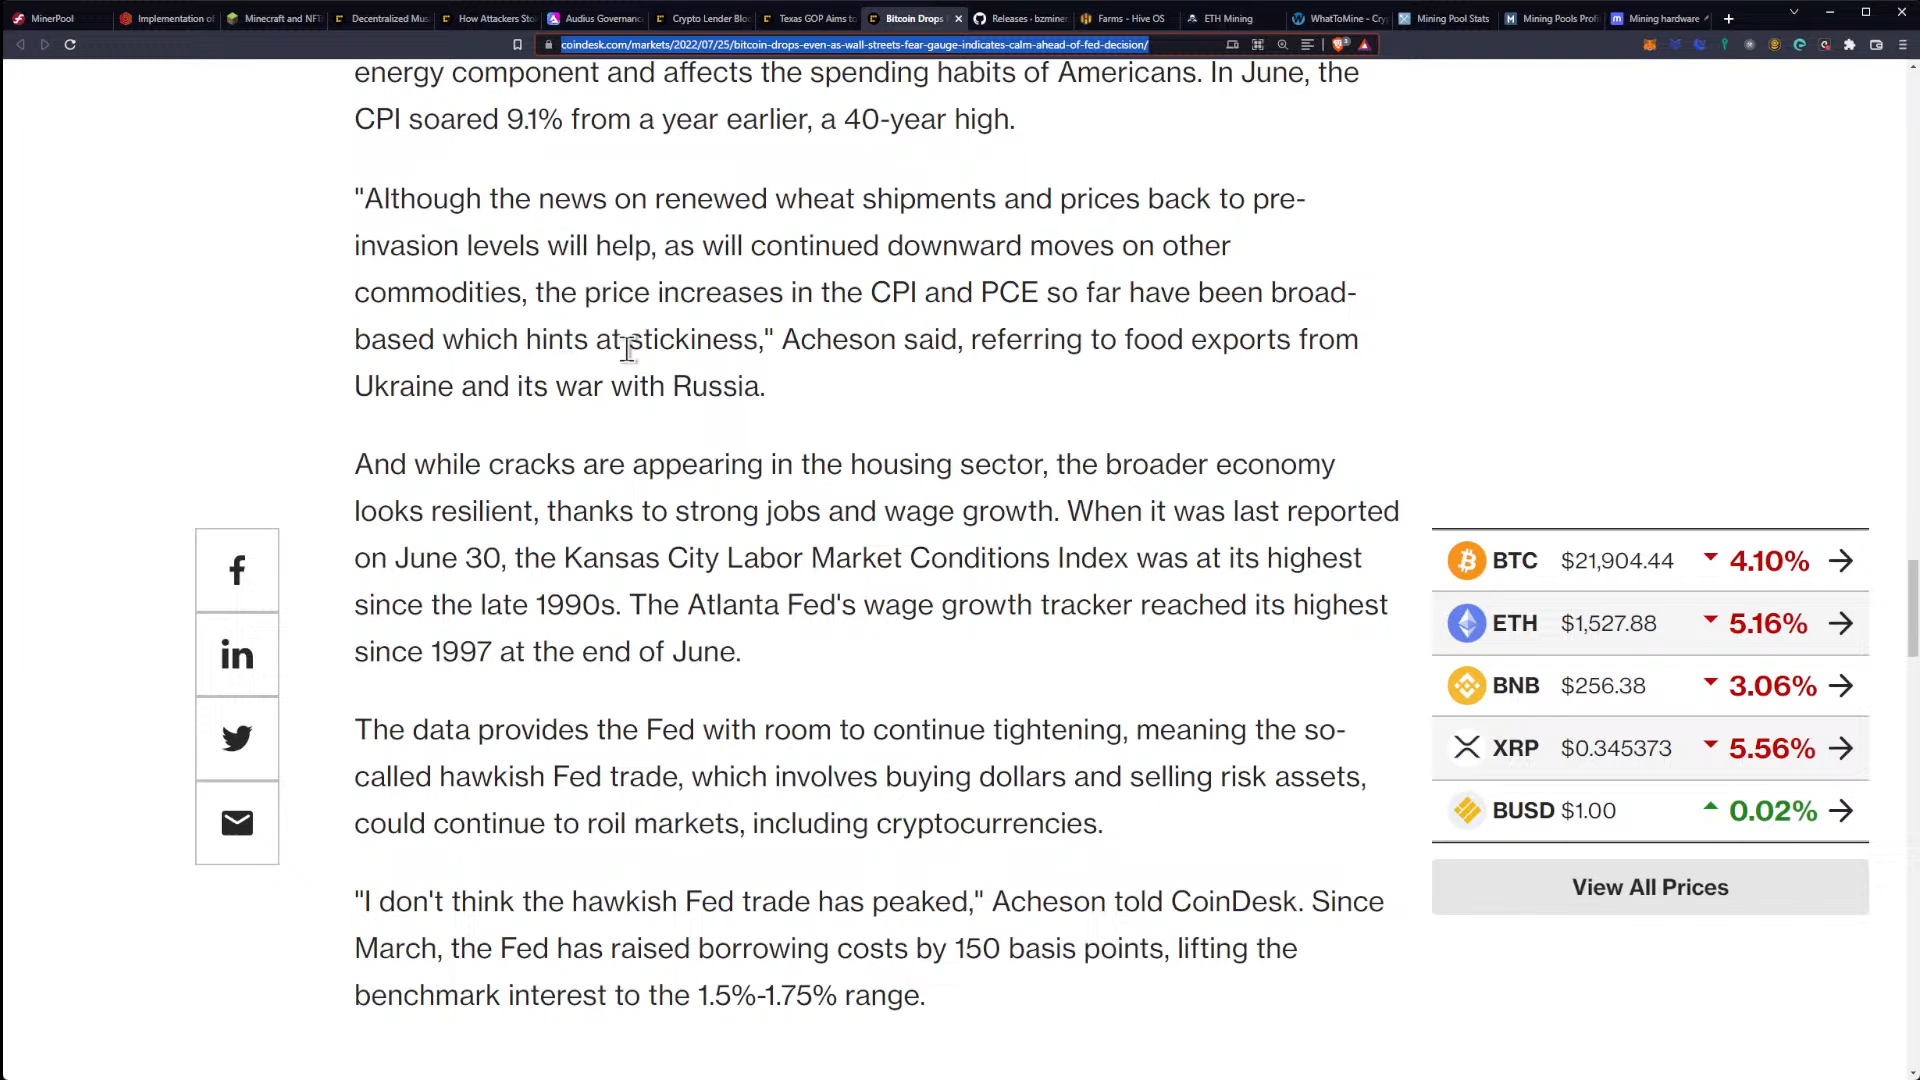 MinerPool
Implementation of
Minecraft and NFT
Decentralized Mus
How Attackers Sto
Audius Governanc
Crypto Lender Blo
Texas GOP Aims to
Bitcoin Drops
Releases · bzminer
Farms - Hive OS
ETH Mining
WhatToMine - Cry
Mining Pool Stats
Mining Pools Profi
Mining hardware
coindesk.com/markets/2022/07/25/bitcoin-drops-even-as-wall-streets-fear-gauge-indicates-calm-ahead-of-fed-decision/
energy component and affects the spending habits of Americans. In June, the
CPI soared 9.1% from a year earlier, a 40-year high.
"Although the news on renewed wheat shipments and prices back to pre-
invasion levels will help, as will continued downward moves on other
commodities, the price increases in the CPI and PCE so far have been broad-
based which hints at stickiness," Acheson said, referring to food exports from
Ukraine and its war with Russia.
And while cracks are appearing in the housing sector, the broader economy
looks resilient, thanks to strong jobs and wage growth. When it was last reported
on June 30, the Kansas City Labor Market Conditions Index was at its highest
since the late 1990s. The Atlanta Fed's wage growth tracker reached its highest
since 1997 at the end of June.
The data provides the Fed with room to continue tightening, meaning the so-
called hawkish Fed trade, which involves buying dollars and selling risk assets,
could continue to roil markets, including cryptocurrencies.
"I don't think the hawkish Fed trade has peaked," Acheson told CoinDesk. Since
March, the Fed has raised borrowing costs by 150 basis points, lifting the
benchmark interest to the 1.5%-1.75% range.
BTC $21,904.44 4.10%
ETH $1,527.88 5.16%
BNB $256.38 3.06%
XRP $0.345373 5.56%
BUSD $1.00 0.02%
View All Prices